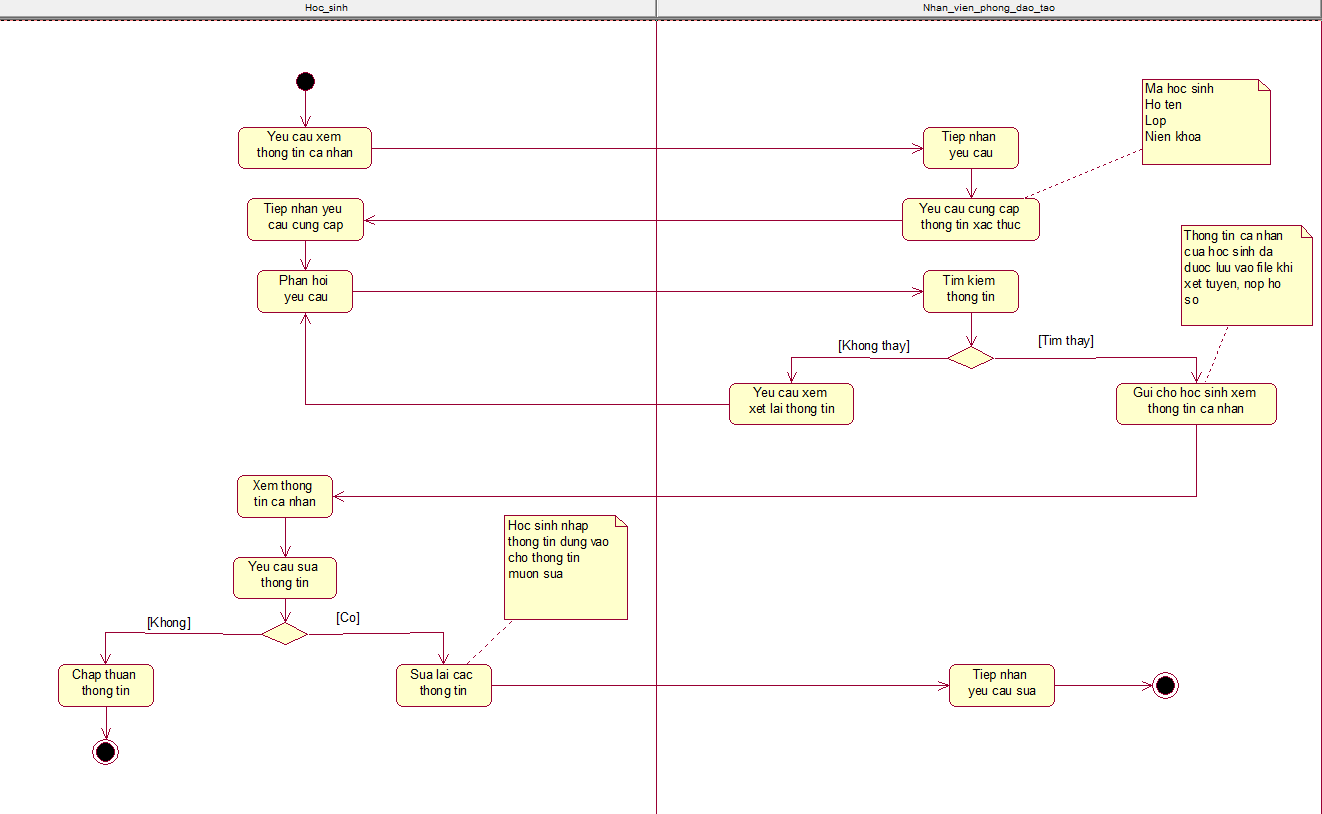 Hoc_sinh
Nhan_vien_phong_dao_tao
Yeu cau xem
thong tin ca nhan
Tiep nhan
yeu cau
Ma hoc sinh
Ho ten
Lop
Nien khoa
Tiep nhan yeu
cau cung cap
Yeu cau cung cap
thong tin xac thuc
Thong tin ca nhan
cua hoc sinh da
duoc luu vao file khi
xet tuyen, nop ho
so
Phan hoi
yeu cau
Tim kiem
thong tin
[Khong thay]
[Tim thay]
Yeu cau xem
xet lai thong tin
Gui cho hoc sinh xem
thong tin ca nhan
Xem thong
tin ca nhan
Hoc sinh nhap
thong tin dung vao
cho thong tin
muon sua
Yeu cau sua
thong tin
[Khong]
[Co]
Chap thuan
thong tin
Sua lai cac
thong tin
Tiep nhan
yeu cau sua